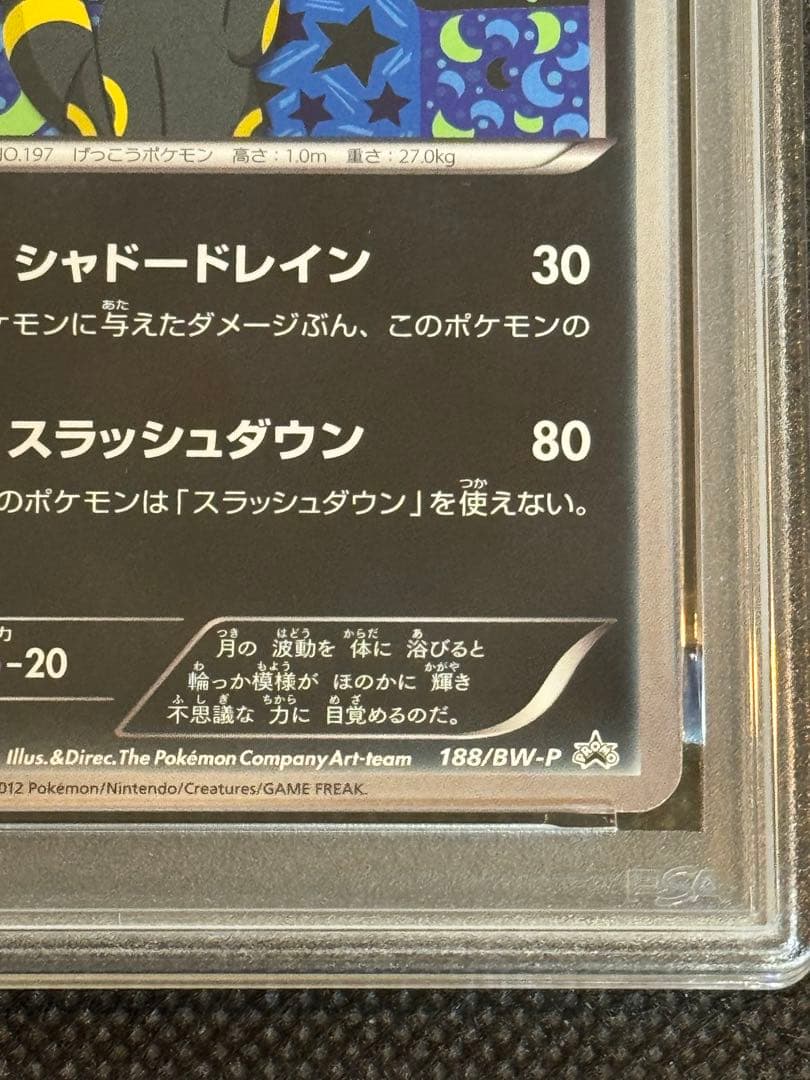 NO.197 げっこうポケモン 高さ：1.0m 重さ：27.0kg
シャドードレイン 30
ケモンに与えたダメージぶん、このポケモンの
スラッシュダウン 80
のポケモンは「スラッシュダウン」を使えない。
力
-20
月の 波動を 体に 浴びると
輪っか模様が ほのかに 輝き
不思議な 力に 目覚めるのだ。
Illus.&Direc.The Pokémon Company Art-team 188/BW-P PROMO
012 Pokémon/Nintendo/Creatures/GAME FREAK.
PSA